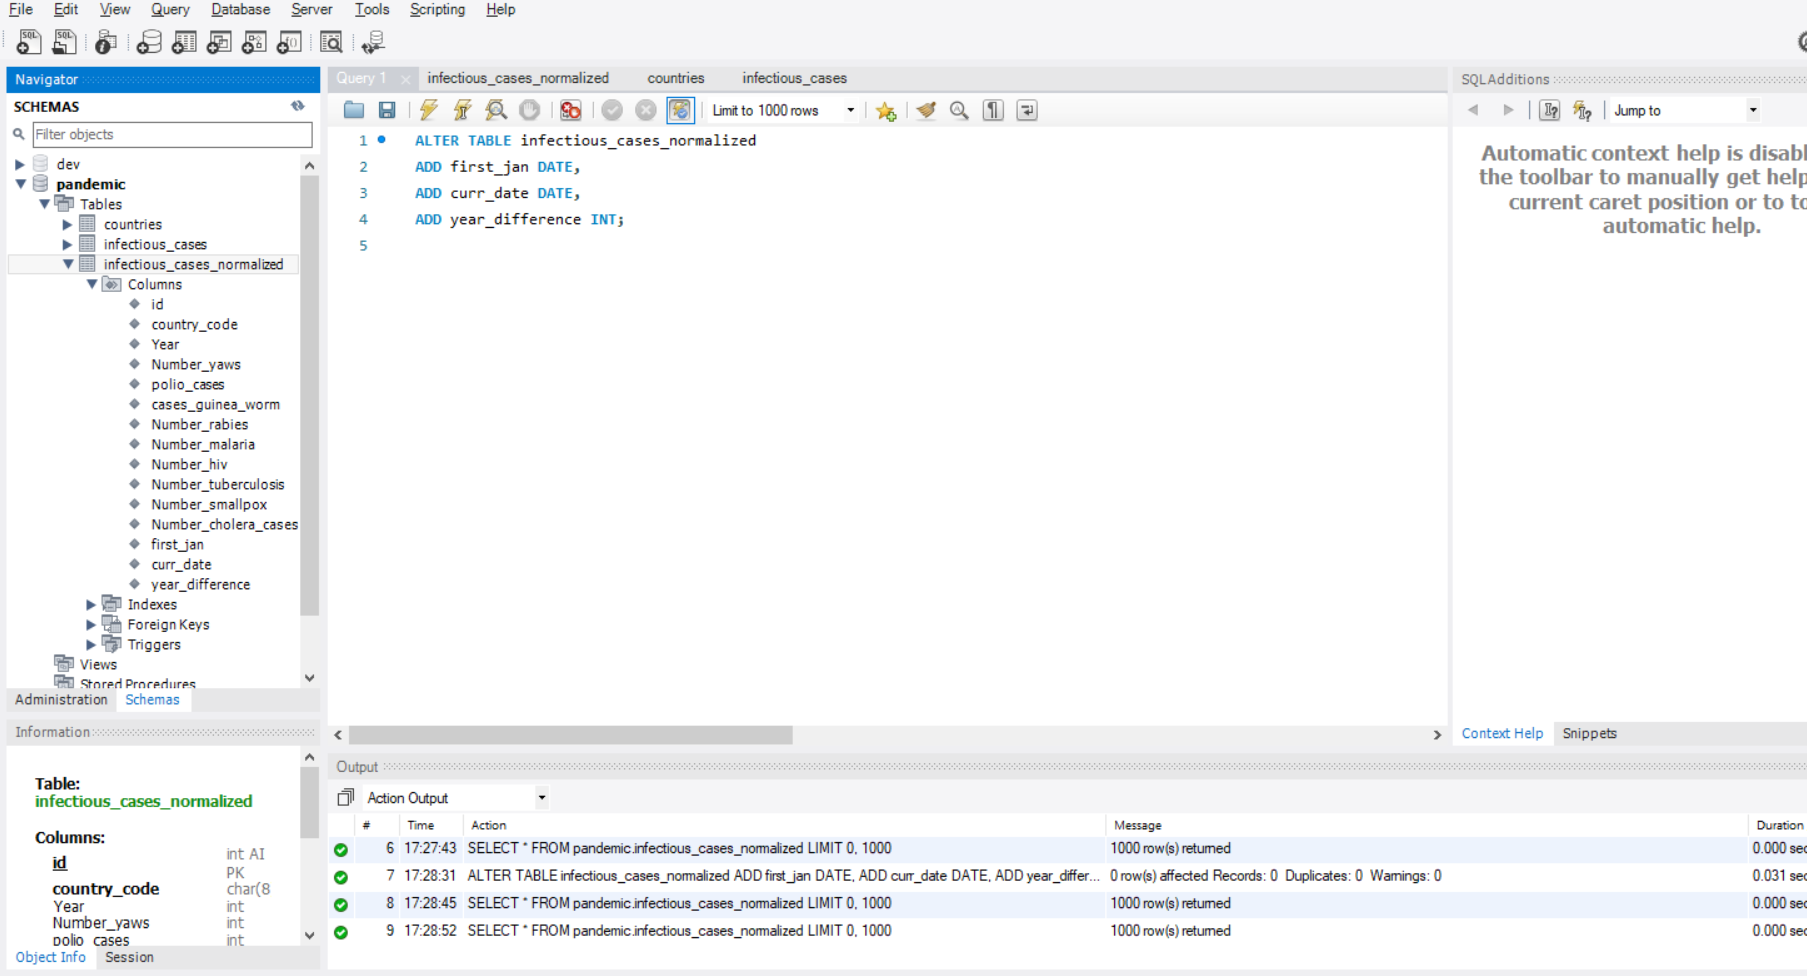 File Edit View Query Database Server Tools Scripting Help
Navigator
SCHEMAS
Filter objects
dev
pandemic
Tables
countries
infectious_cases
infectious_cases_normalized
Columns
id
country_code
Year
Number_yaws
polio_cases
cases_guinea_worm
Number_rabies
Number_malaria
Number_hiv
Number_tuberculosis
Number_smallpox
Number_cholera_cases
first_jan
curr_date
year_difference
Indexes
Foreign Keys
Triggers
Views
Stored Procedures
Administration Schemas
Information
Table:
infectious_cases_normalized
Columns:
id int AI PK
country_code char(8
Year int
Number_yaws int
polio_cases int
Object Info Session
Query 1 infectious_cases_normalized countries infectious_cases
Limit to 1000 rows
1 ALTER TABLE infectious_cases_normalized
2 ADD first_jan DATE,
3 ADD curr_date DATE,
4 ADD year_difference INT;
5
SQLAdditions
Jump to
Automatic context help is disabl
the toolbar to manually get help
current caret position or to to
automatic help.
Context Help Snippets
Output
Action Output
# Time Action Message Duration
6 17:27:43 SELECT * FROM pandemic.infectious_cases_normalized LIMIT 0, 1000 1000 row(s) returned 0.000 sec
7 17:28:31 ALTER TABLE infectious_cases_normalized ADD first_jan DATE, ADD curr_date DATE, ADD year_differ... 0 row(s) affected Records: 0 Duplicates: 0 Warnings: 0 0.031 sec
8 17:28:45 SELECT * FROM pandemic.infectious_cases_normalized LIMIT 0, 1000 1000 row(s) returned 0.000 sec
9 17:28:52 SELECT * FROM pandemic.infectious_cases_normalized LIMIT 0, 1000 1000 row(s) returned 0.000 sec